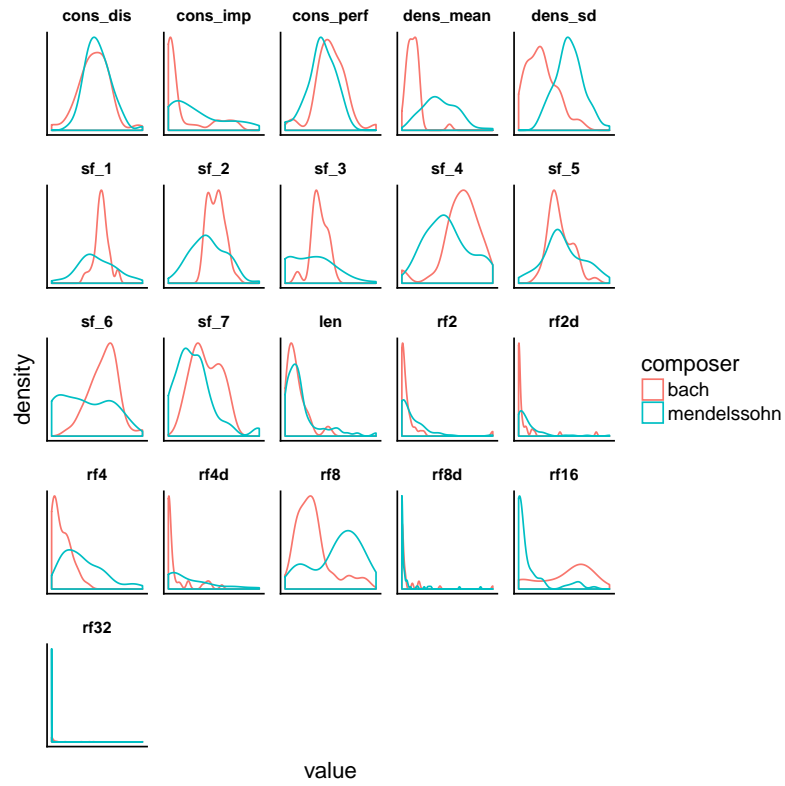 cons_dis cons_imp cons_perf dens_mean dens_sd
sf_1 sf_2 sf_3 sf_4 sf_5
sf_6 sf_7 len rf2 rf2d
rf4 rf4d rf8 rf8d rf16
rf32
density
value
composer
bach
mendelssohn